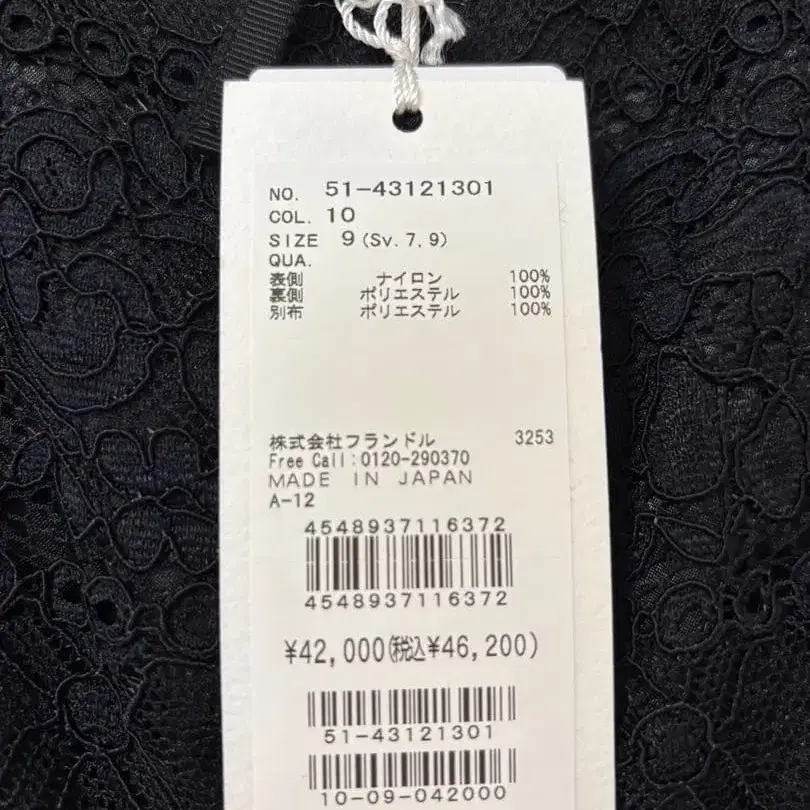 NO. 51-43121301
COL. 10
SIZE 9(Sv.7.9)
QUA.
表側 ナイロン 100%
裏側 ポリエステル 100%
別布 ポリエステル 100%
株式会社フランドル 3253
Free Call:0120-290370
MADE IN JAPAN
A-12
4548937116372
4548937116372
¥42,000(税込¥46,200)
51-43121301
10-09-042000